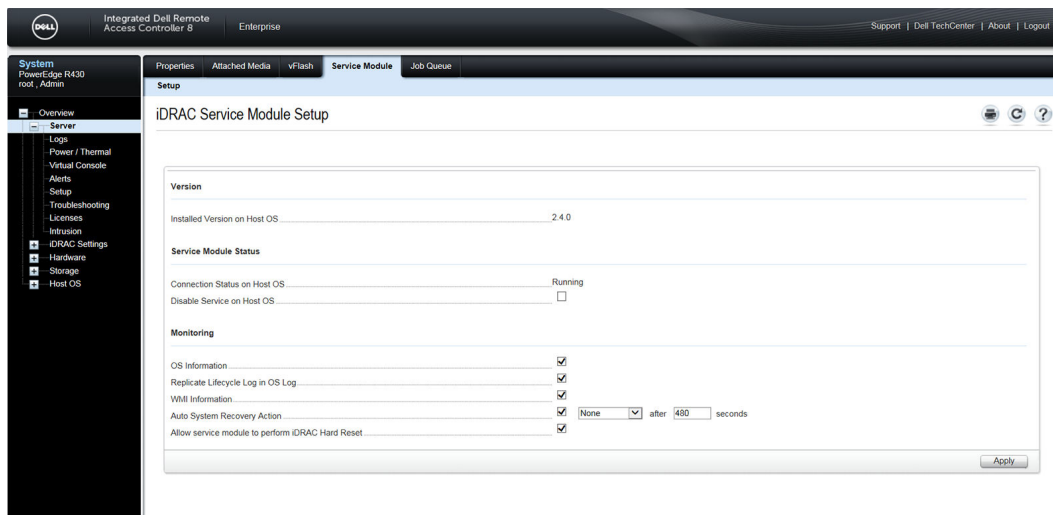 DELL
Integrated Dell Remote
Access Controller 8
Enterprise
Support | Dell TechCenter | About | Logout
System
PowerEdge R430
root , Admin
Overview
Server
Logs
Power / Thermal
Virtual Console
Alerts
Setup
Troubleshooting
Licenses
Intrusion
iDRAC Settings
Hardware
Storage
Host OS
Properties Attached Media vFlash Service Module Job Queue
Setup
iDRAC Service Module Setup
Version
Installed Version on Host OS 2.4.0
Service Module Status
Connection Status on Host OS Running
Disable Service on Host OS
Monitoring
OS Information
Replicate Lifecycle Log in OS Log
WMI Information
Auto System Recovery Action None after 480 seconds
Allow service module to perform iDRAC Hard Reset
Apply